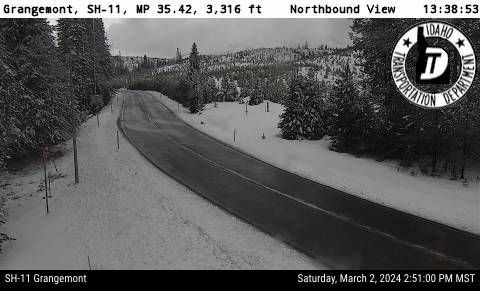 Grangemont, SH-11, MP 35.42, 3,316 ft Northbound View 13:38:53
IDAHO
TRANSPORTATION DEPARTMENT
SH-11 Grangemont Saturday, March 2, 2024 2:51:00 PM MST